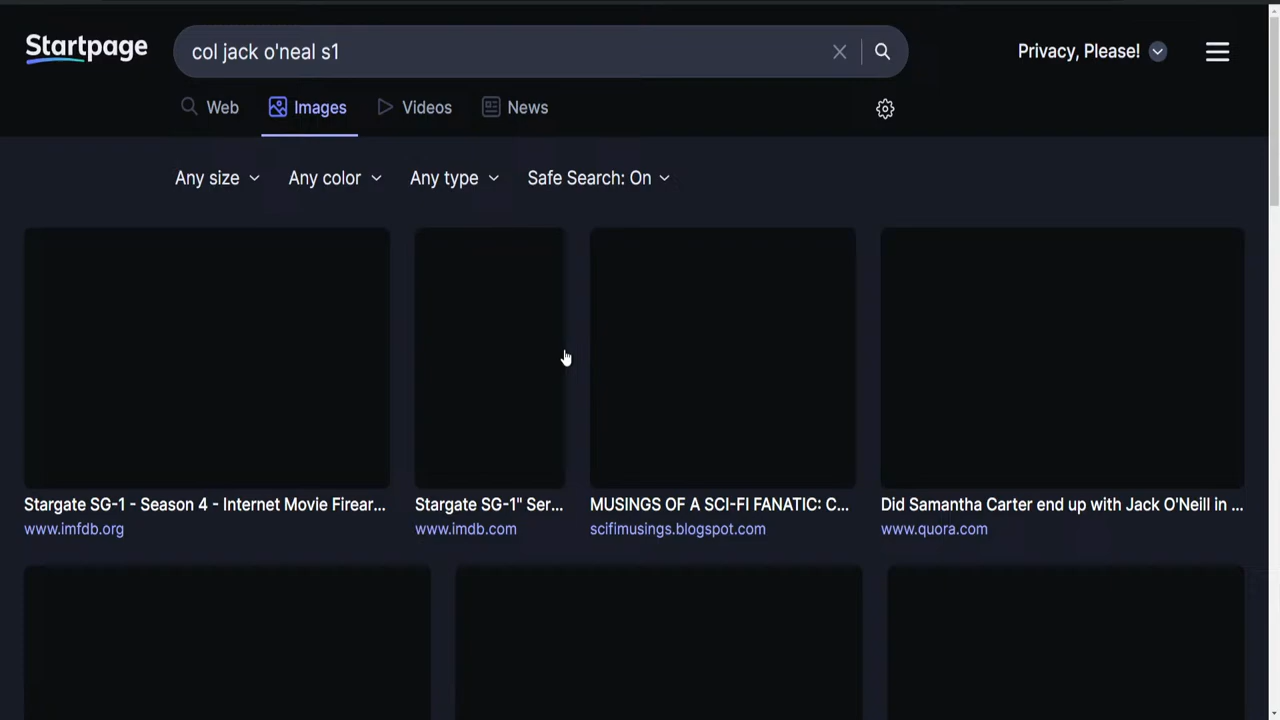 Startpage
col jack o'neal s1
Privacy, Please!
Web
Images
Videos
News
Any size
Any color
Any type
Safe Search: On
Stargate SG-1 - Season 4 - Internet Movie Firear...
www.imfdb.org
Stargate SG-1" Ser...
www.imdb.com
MUSINGS OF A SCI-FI FANATIC: C...
scifimusings.blogspot.com
Did Samantha Carter end up with Jack O'Neill in ...
www.quora.com